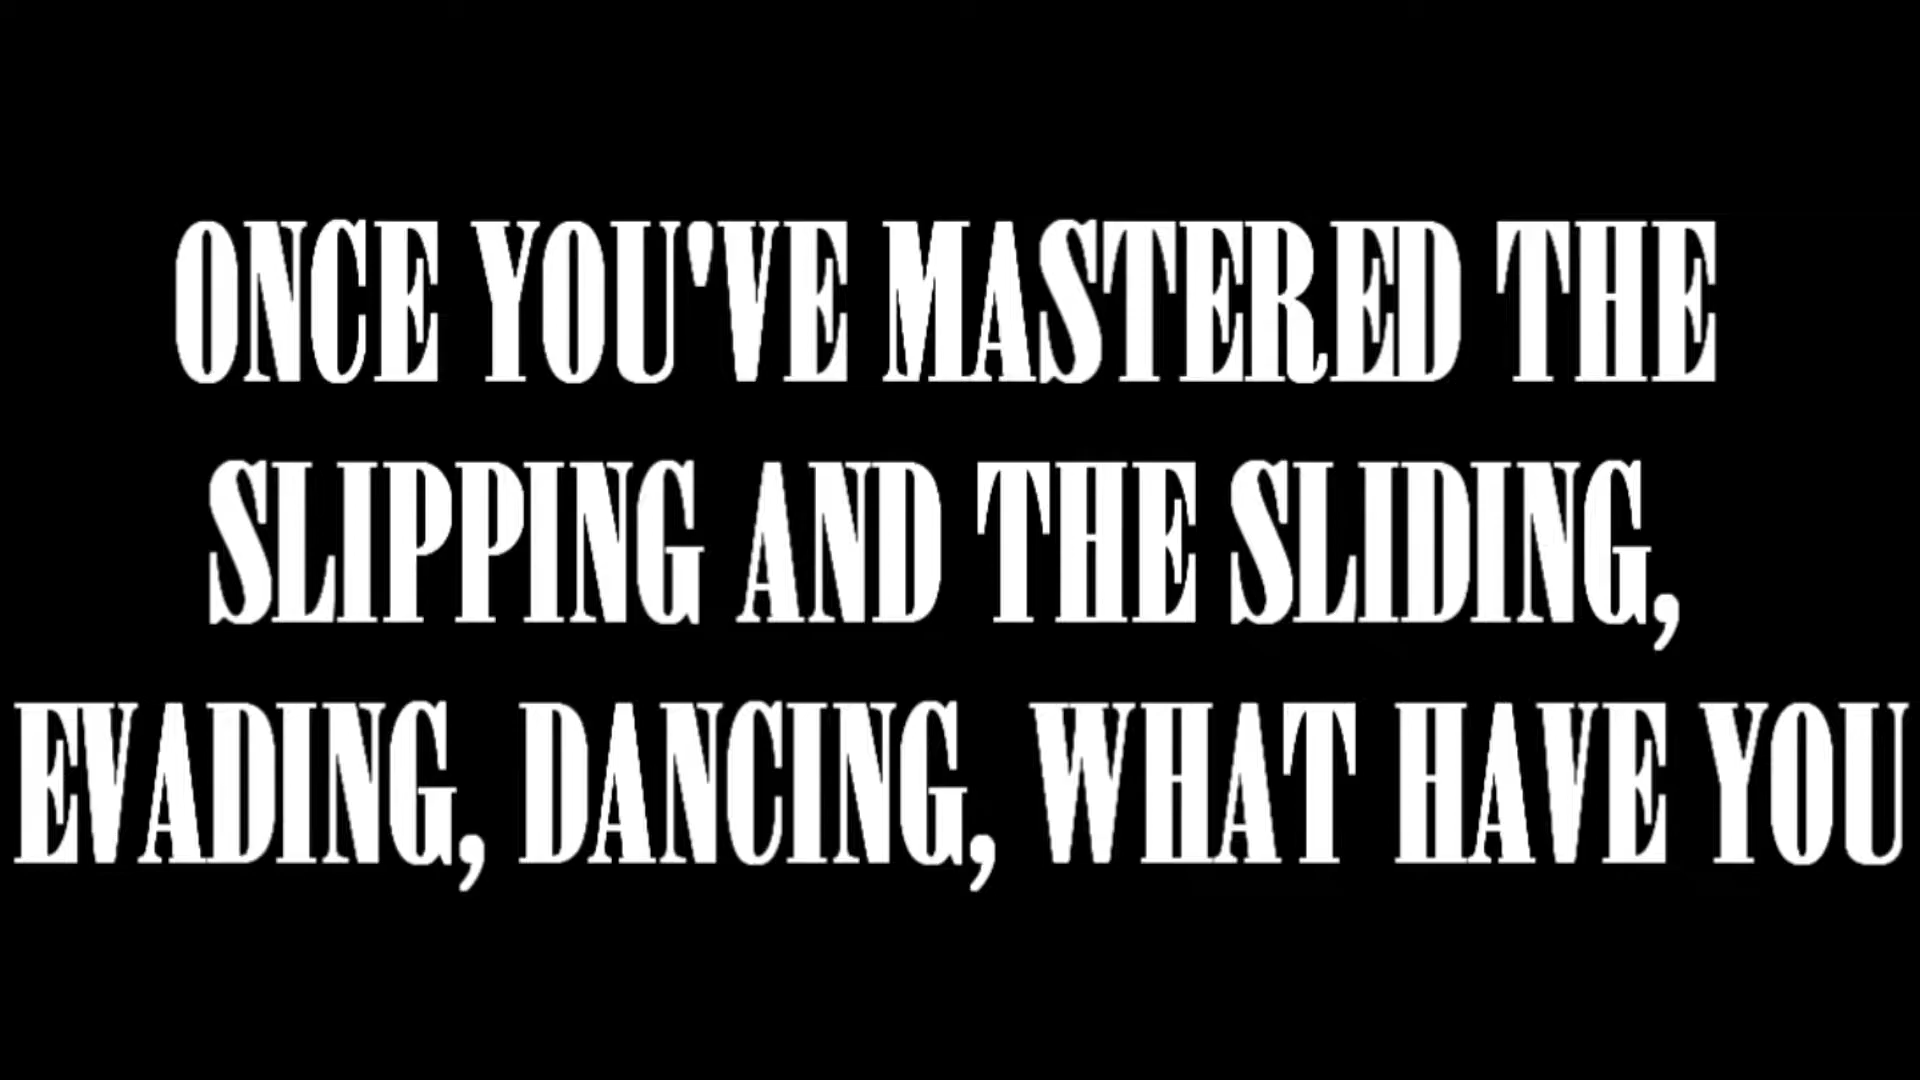 ONCE YOU'VE MASTERED THE
SLIPPING AND THE SLIDING,
EVADING, DANCING, WHAT HAVE YOU